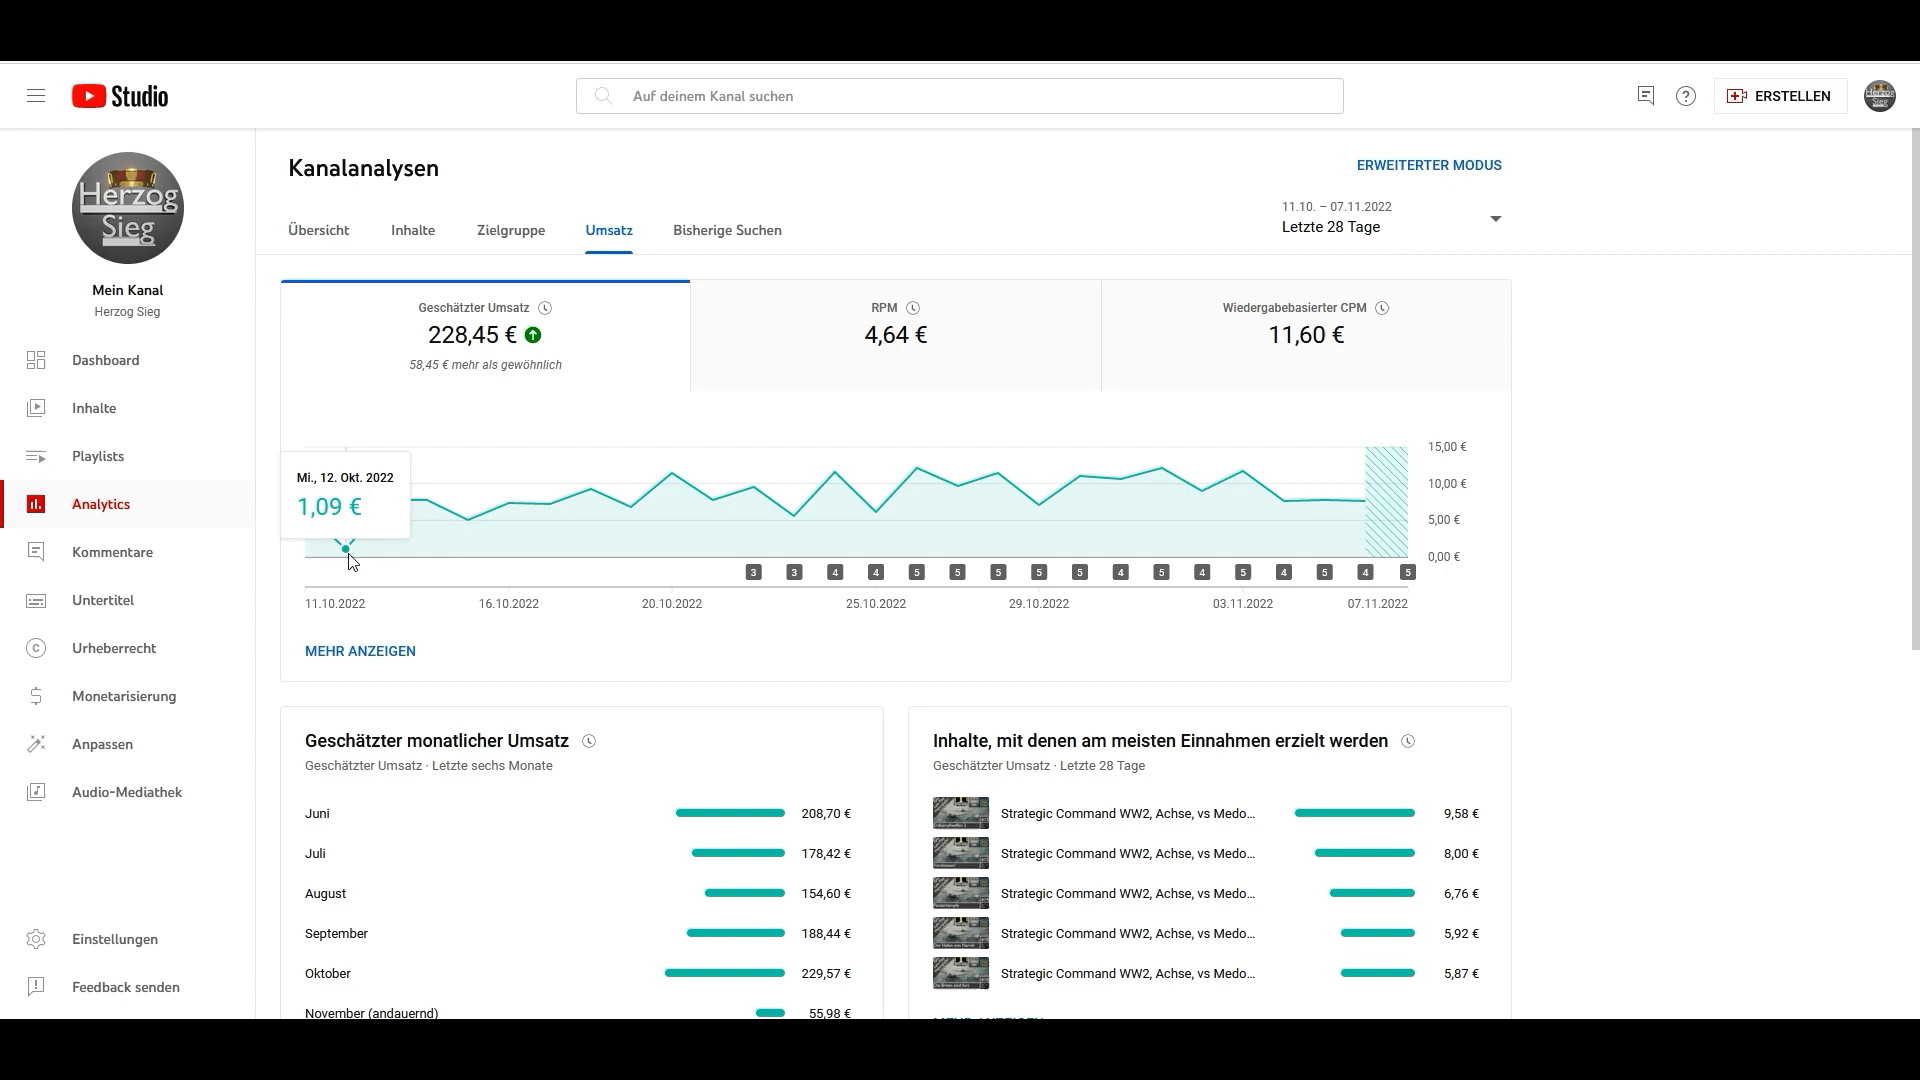 Studio
Auf deinem Kanal suchen
ERSTELLEN
Herzog
Sieg
Mein Kanal
Herzog Sieg
Dashboard
Inhalte
Playlists
Analytics
Kommentare
Untertitel
Urheberrecht
Monetarisierung
Anpassen
Audio-Mediathek
Einstellungen
Feedback senden
Kanalanalysen
ERWEITERTER MODUS
Übersicht
Inhalte
Zielgruppe
Umsatz
Bisherige Suchen
11.10. – 07.11.2022
Letzte 28 Tage
Geschätzter Umsatz
228,45 €
58,45 € mehr als gewöhnlich
RPM
4,64 €
Wiedergabebasierter CPM
11,60 €
Mi., 12. Okt. 2022
1,09 €
15,00 €
10,00 €
5,00 €
0,00 €
3 3 4 4 5 5 5 5 5 4 5 4 5 4 5 4 5
11.10.2022 16.10.2022 20.10.2022 25.10.2022 29.10.2022 03.11.2022 07.11.2022
MEHR ANZEIGEN
Geschätzter monatlicher Umsatz
Geschätzter Umsatz · Letzte sechs Monate
Juni 208,70 €
Juli 178,42 €
August 154,60 €
September 188,44 €
Oktober 229,57 €
November (andauernd) 55,98 €
Inhalte, mit denen am meisten Einnahmen erzielt werden
Geschätzter Umsatz · Letzte 28 Tage
Strategic Command WW2, Achse, vs Medo... 9,58 €
Strategic Command WW2, Achse, vs Medo... 8,00 €
Strategic Command WW2, Achse, vs Medo... 6,76 €
Strategic Command WW2, Achse, vs Medo... 5,92 €
Strategic Command WW2, Achse, vs Medo... 5,87 €